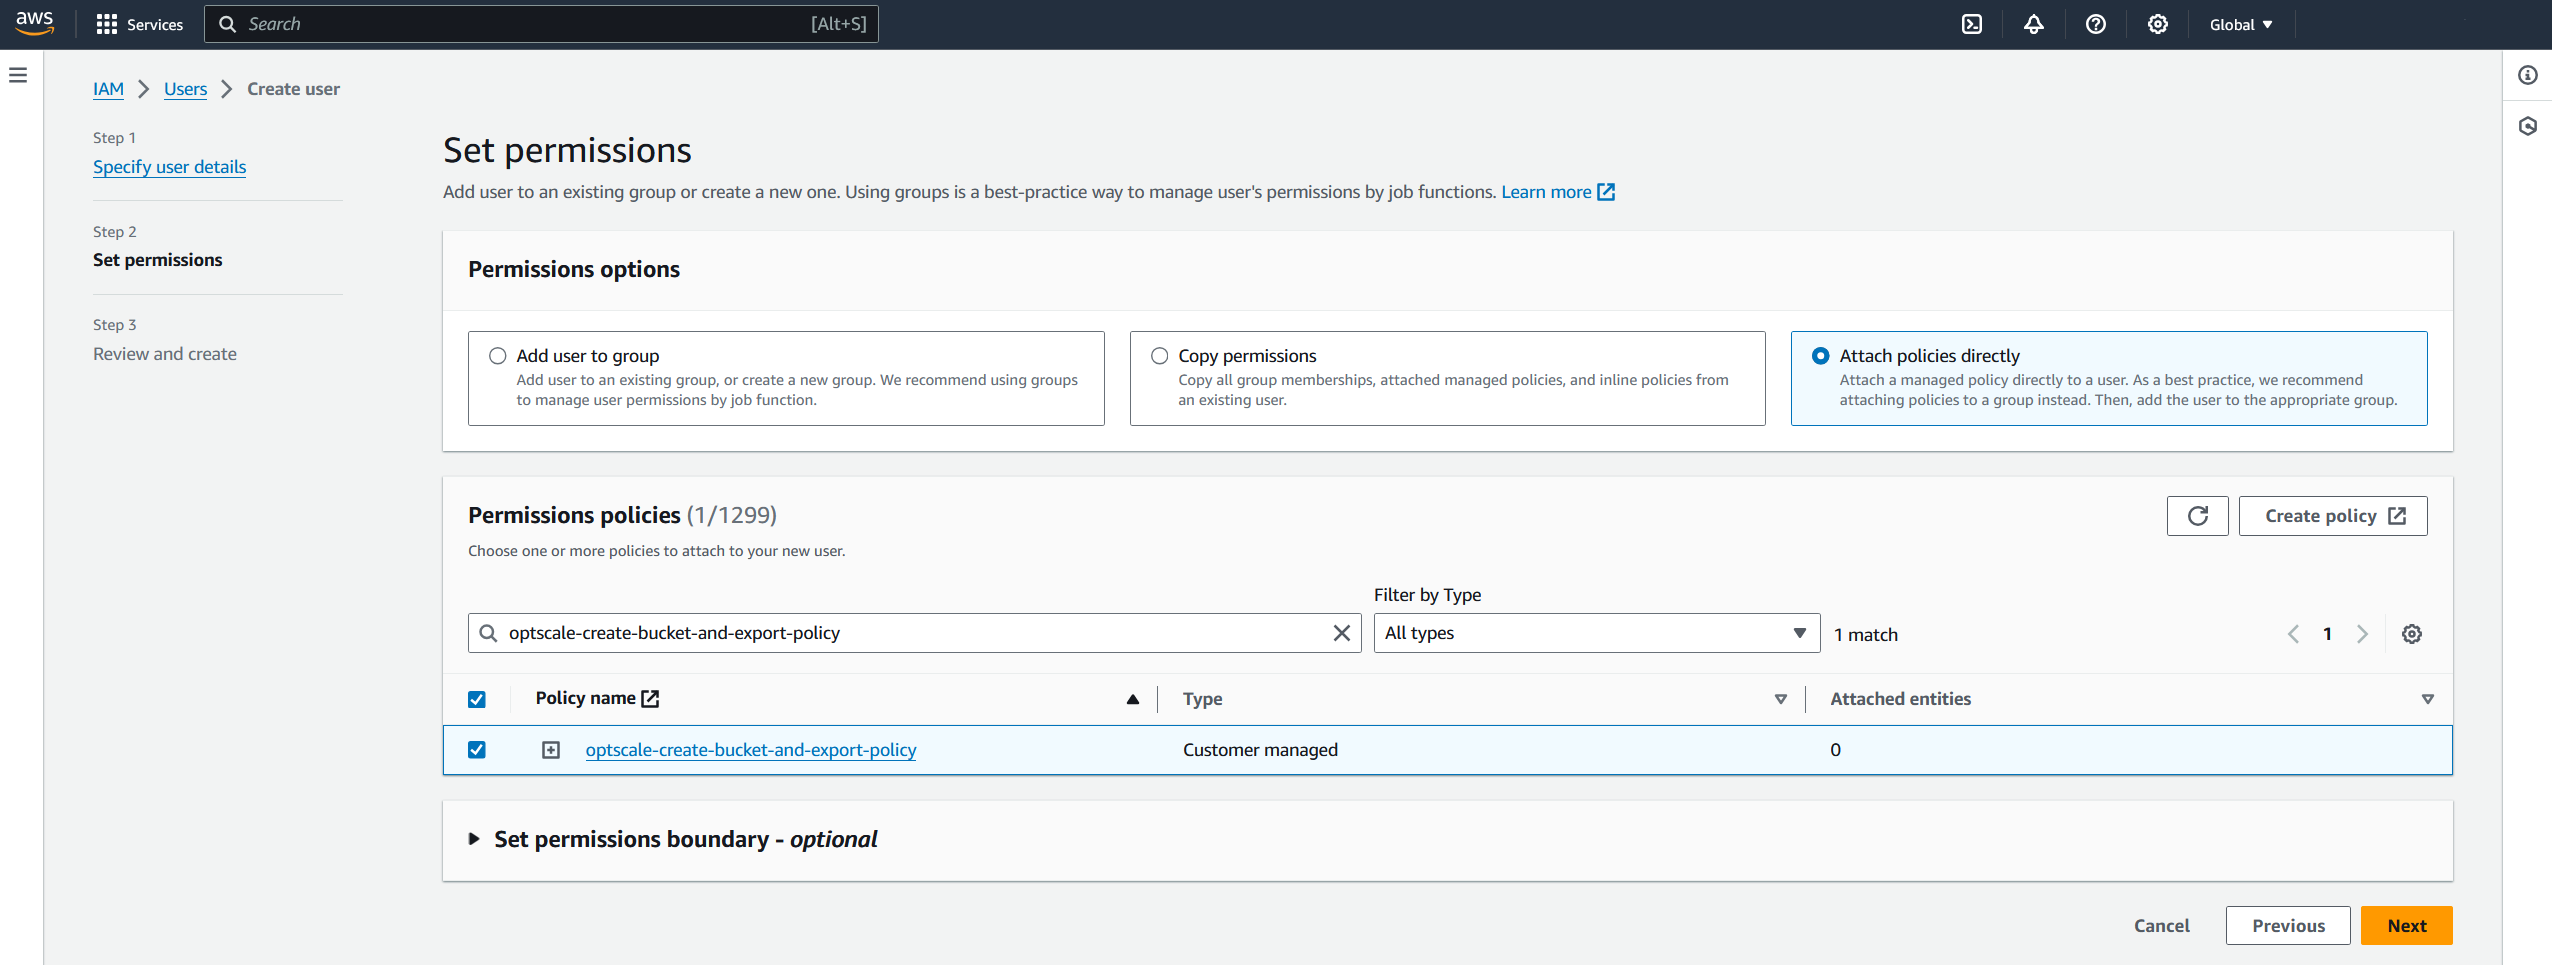 aws
Services
Search
[Alt+S]
Global
IAM
Users
Create user
Step 1
Specify user details
Step 2
Set permissions
Step 3
Review and create
Set permissions
Add user to an existing group or create a new one. Using groups is a best-practice way to manage user's permissions by job functions. Learn more
Permissions options
Add user to group
Add user to an existing group, or create a new group. We recommend using groups
to manage user permissions by job function.
Copy permissions
Copy all group memberships, attached managed policies, and inline policies from
an existing user.
Attach policies directly
Attach a managed policy directly to a user. As a best practice, we recommend
attaching policies to a group instead. Then, add the user to the appropriate group.
Permissions policies (1/1299)
Create policy
Choose one or more policies to attach to your new user.
Filter by Type
optscale-create-bucket-and-export-policy
All types
1 match
1
Policy name
Type
Attached entities
optscale-create-bucket-and-export-policy
Customer managed
0
Set permissions boundary - optional
Cancel
Previous
Next